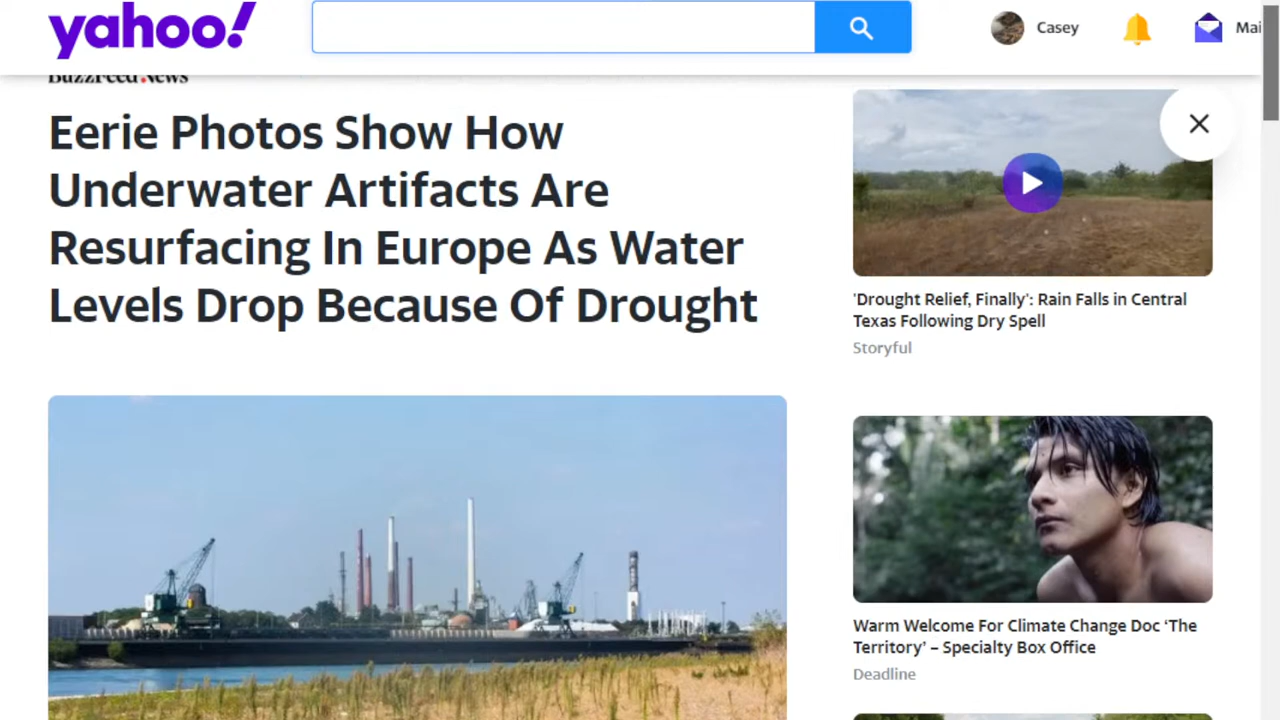 yahoo!
Casey
Mai
BuzzFeed News
Eerie Photos Show How
Underwater Artifacts Are
Resurfacing In Europe As Water
Levels Drop Because Of Drought
'Drought Relief, Finally': Rain Falls in Central
Texas Following Dry Spell
Storyful
Warm Welcome For Climate Change Doc ‘The
Territory’ – Specialty Box Office
Deadline